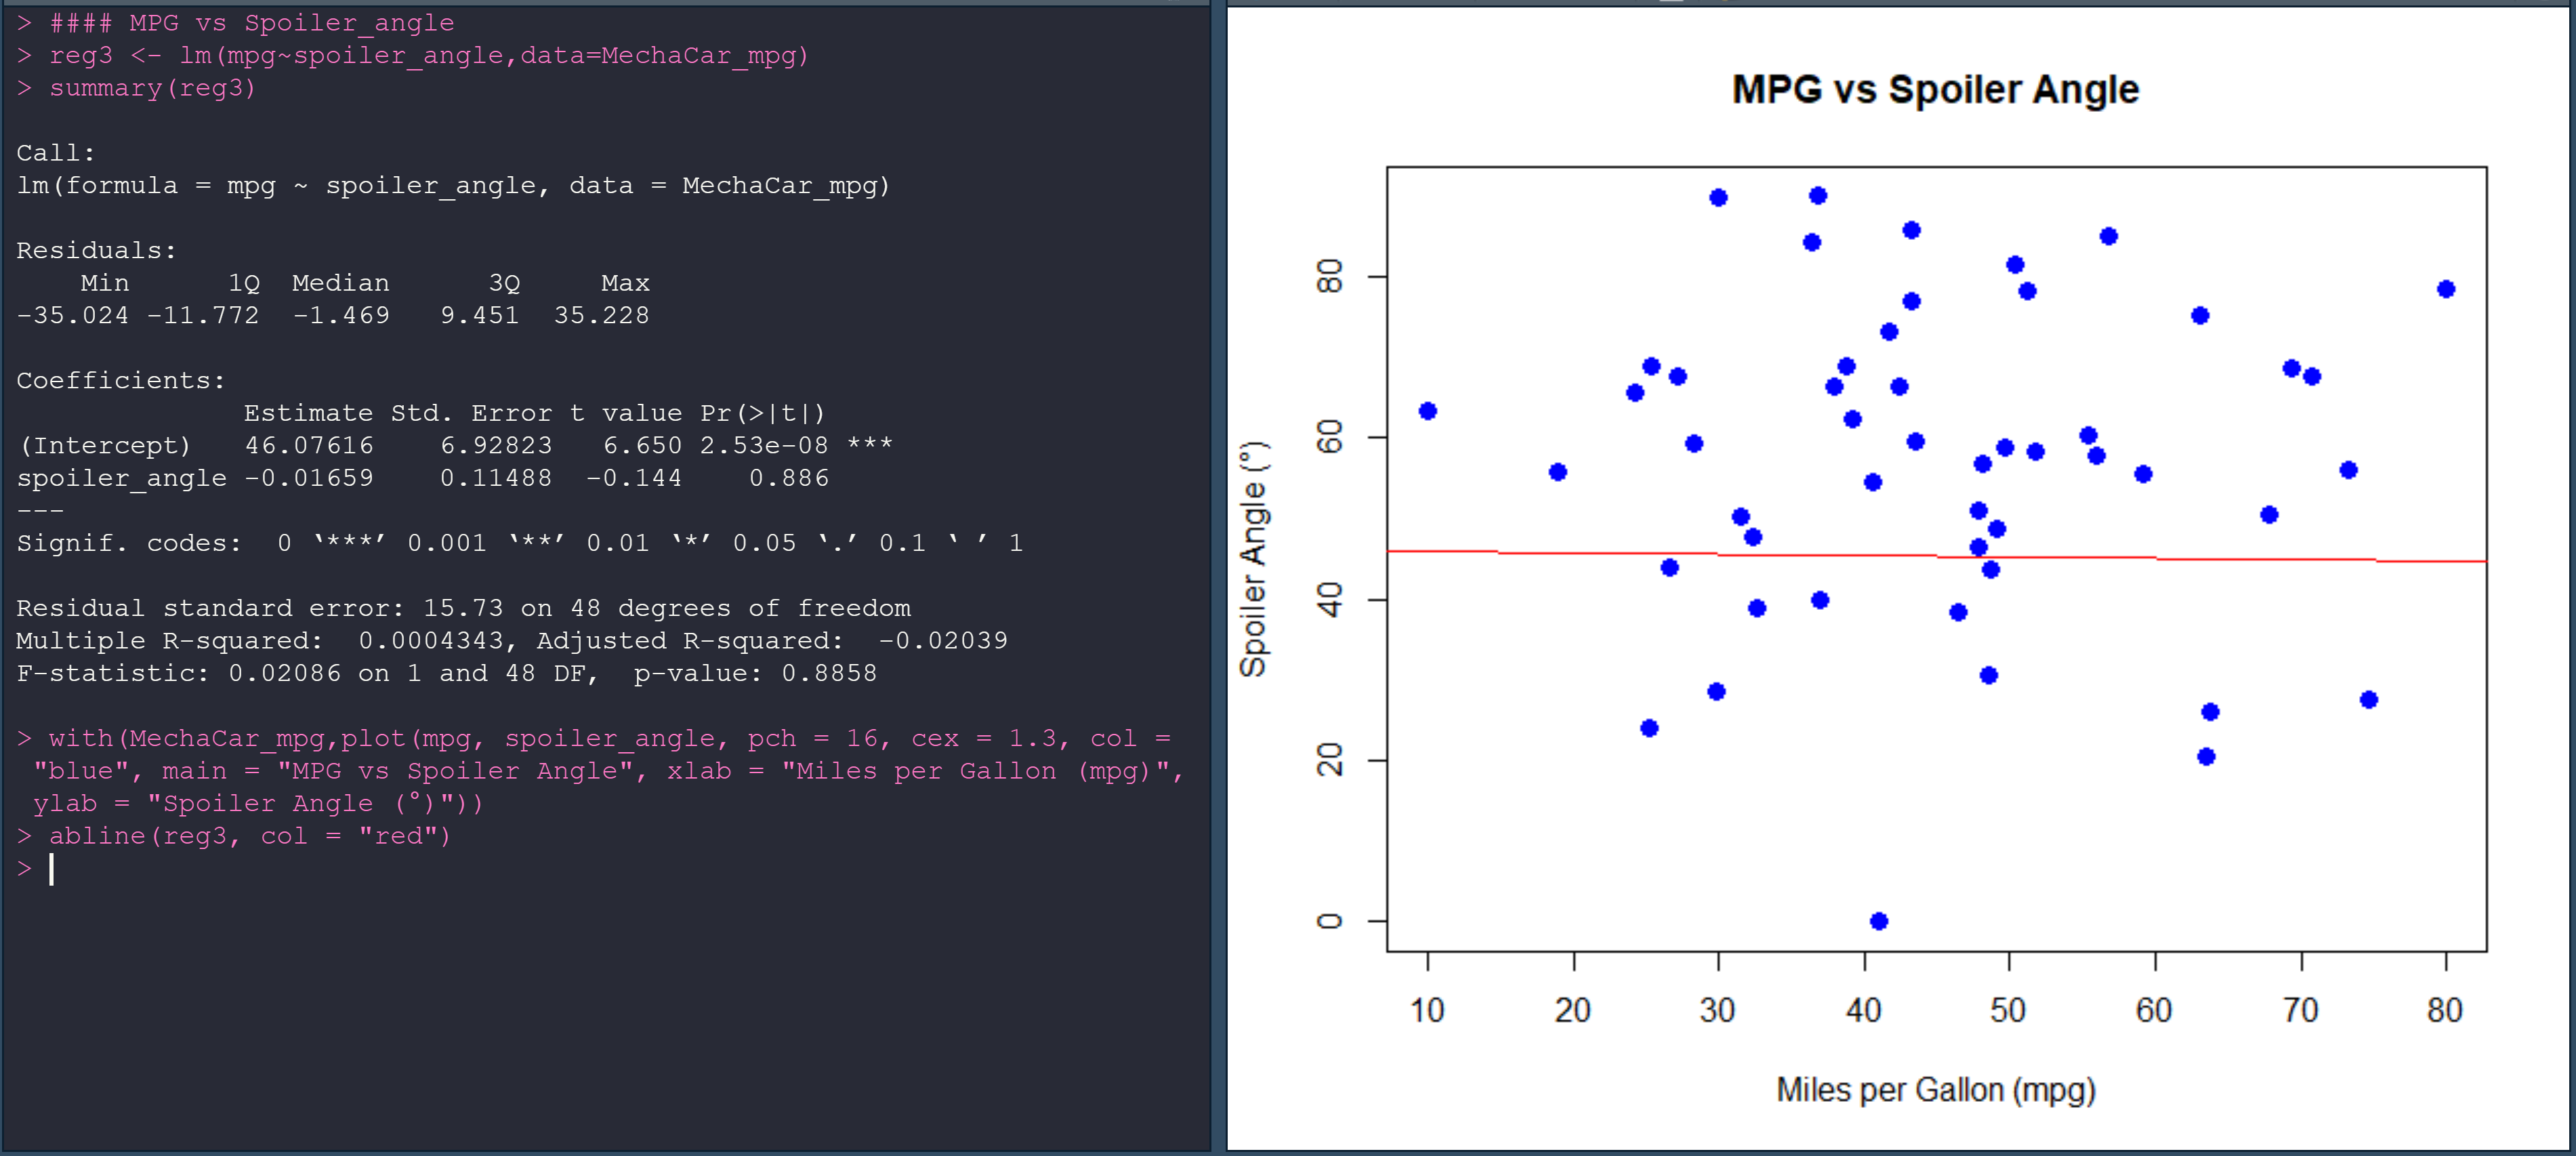 > #### MPG vs Spoiler_angle
> reg3 <- lm(mpg~spoiler_angle,data=MechaCar_mpg)
> summary(reg3)
Call:
lm(formula = mpg ~ spoiler_angle, data = MechaCar_mpg)
Residuals:
    Min      1Q  Median      3Q     Max
-35.024 -11.772  -1.469   9.451  35.228
Coefficients:
              Estimate Std. Error t value Pr(>|t|)
(Intercept)   46.07616    6.92823   6.650 2.53e-08 ***
spoiler_angle -0.01659    0.11488  -0.144    0.886
---
Signif. codes:  0 ‘***’ 0.001 ‘**’ 0.01 ‘*’ 0.05 ‘.’ 0.1 ‘ ’ 1
Residual standard error: 15.73 on 48 degrees of freedom
Multiple R-squared:  0.0004343, Adjusted R-squared:  -0.02039
F-statistic: 0.02086 on 1 and 48 DF,  p-value: 0.8858
> with(MechaCar_mpg,plot(mpg, spoiler_angle, pch = 16, cex = 1.3, col =
 "blue", main = "MPG vs Spoiler Angle", xlab = "Miles per Gallon (mpg)",
 ylab = "Spoiler Angle (°)"))
> abline(reg3, col = "red")
>
MPG vs Spoiler Angle
Spoiler Angle (°)
80
60
40
20
0
10 20 30 40 50 60 70 80
Miles per Gallon (mpg)